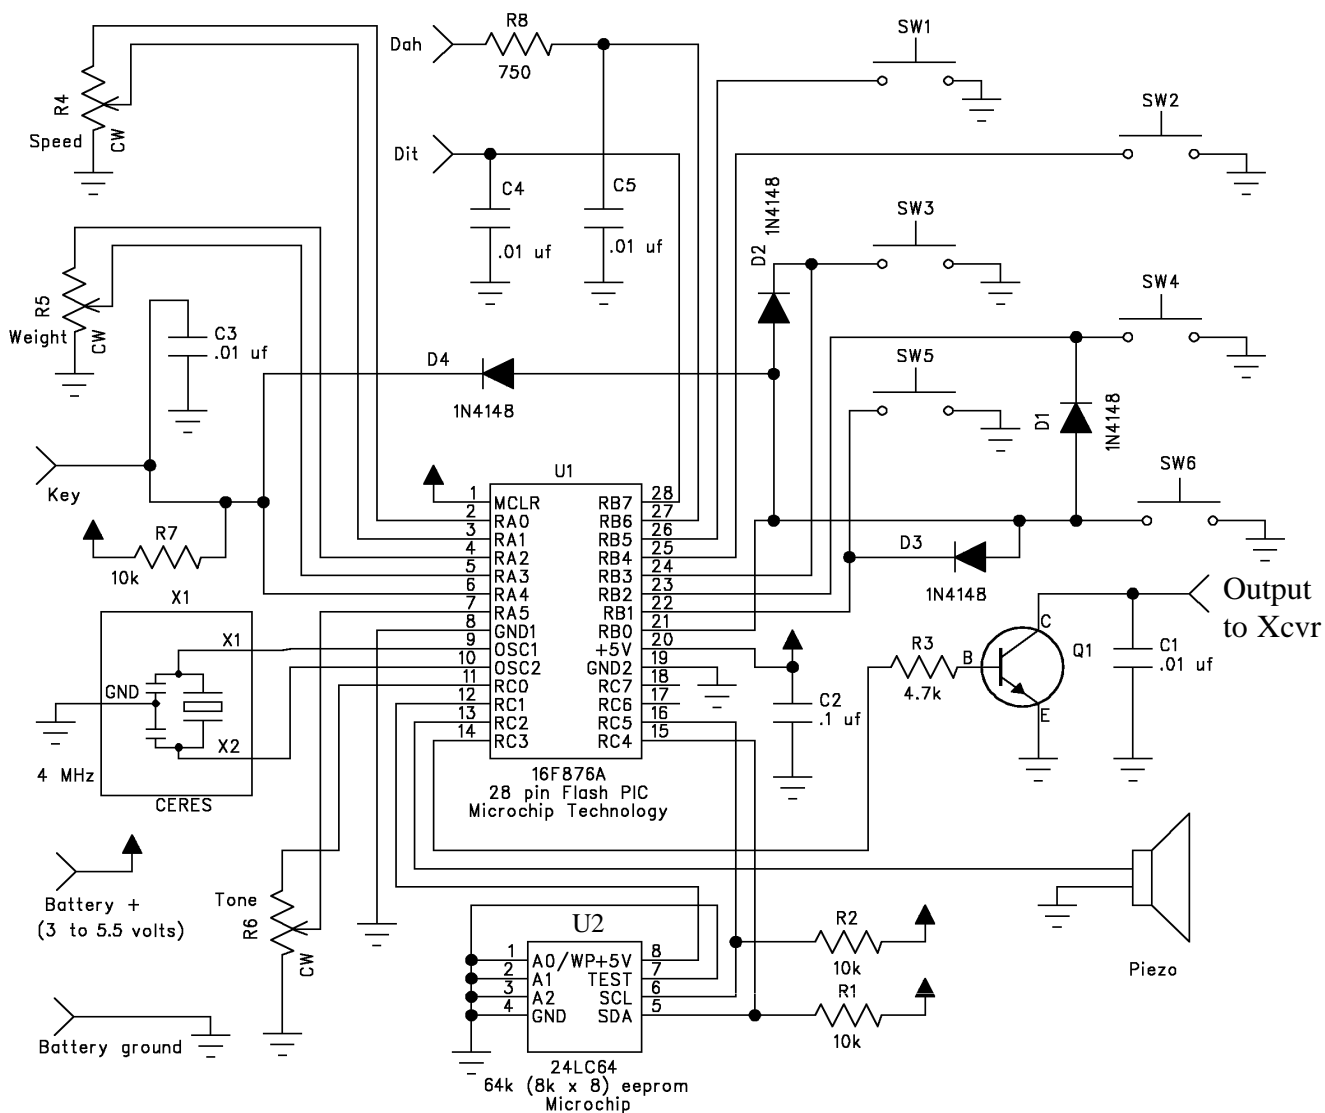 R8
Dah
750
SW1
R4
Speed
CW
SW2
Dit
C4
.01 uf
C5
.01 uf
1N4148
D2
SW3
R5
Weight
CW
C3
.01 uf
SW4
D4
1N4148
SW5
D1
1N4148
Key
R7
10k
U1
SW6
1 MCLR RB7 28
2 RA0 RB6 27
3 RA1 RB5 26
4 RA2 RB4 25
5 RA3 RB3 24
6 RA4 RB2 23
7 RA5 RB1 22
8 GND1 RB0 21
9 OSC1 +5V 20
10 OSC2 GND2 19
11 RC0 RC7 18
12 RC1 RC6 17
13 RC2 RC5 16
14 RC3 RC4 15
16F876A
28 pin Flash PIC
Microchip Technology
D3
1N4148
Output
to Xcvr
X1
X1
GND
X2
4 MHz
CERES
R3
4.7k
B
C
E
Q1
C1
.01 uf
C2
.1 uf
Battery +
(3 to 5.5 volts)
Tone
R6
CW
Battery ground
U2
1 A0/WP +5V 8
2 A1 TEST 7
3 A2 SCL 6
4 GND SDA 5
24LC64
64k (8k x 8) eeprom
Microchip
R2
10k
R1
10k
Piezo